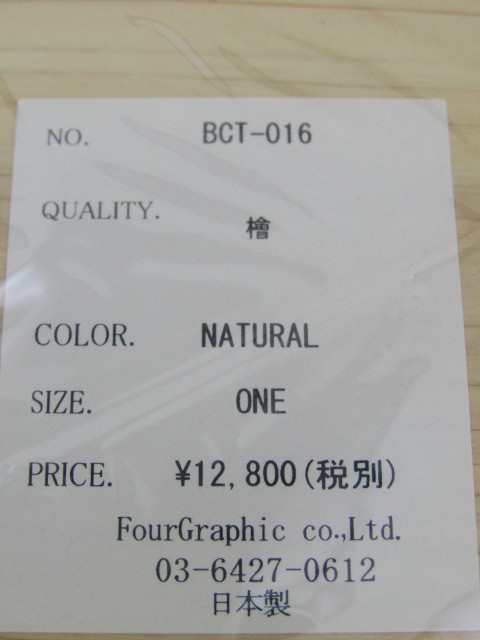 NO. BCT-016
QUALITY. 檜
COLOR. NATURAL
SIZE. ONE
PRICE. ¥12,800(税別)
FourGraphic co.,Ltd.
03-6427-0612
日本製